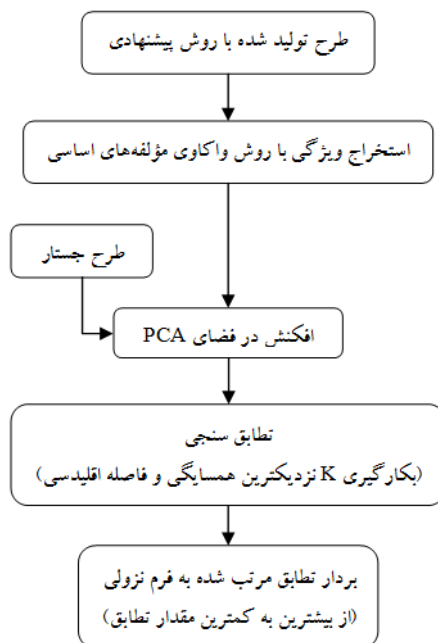 طرح تولید شده با روش پیشنهادی
استخراج ویژگی با روش واکاوی مؤلفه‌های اساسی
طرح جستار
افکنش در فضای PCA
تطابق سنجی
(بکارگیری K نزدیکترین همسایگی و فاصله اقلیدسی)
بردار تطابق مرتب شده به فرم نزولی
(از بیشترین به کمترین مقدار تطابق)